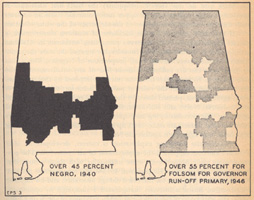 OVER 45 PERCENT
NEGRO, 1940
OVER 55 PERCENT FOR
FOLSOM FOR GOVERNOR
RUN-OFF PRIMARY, 1946